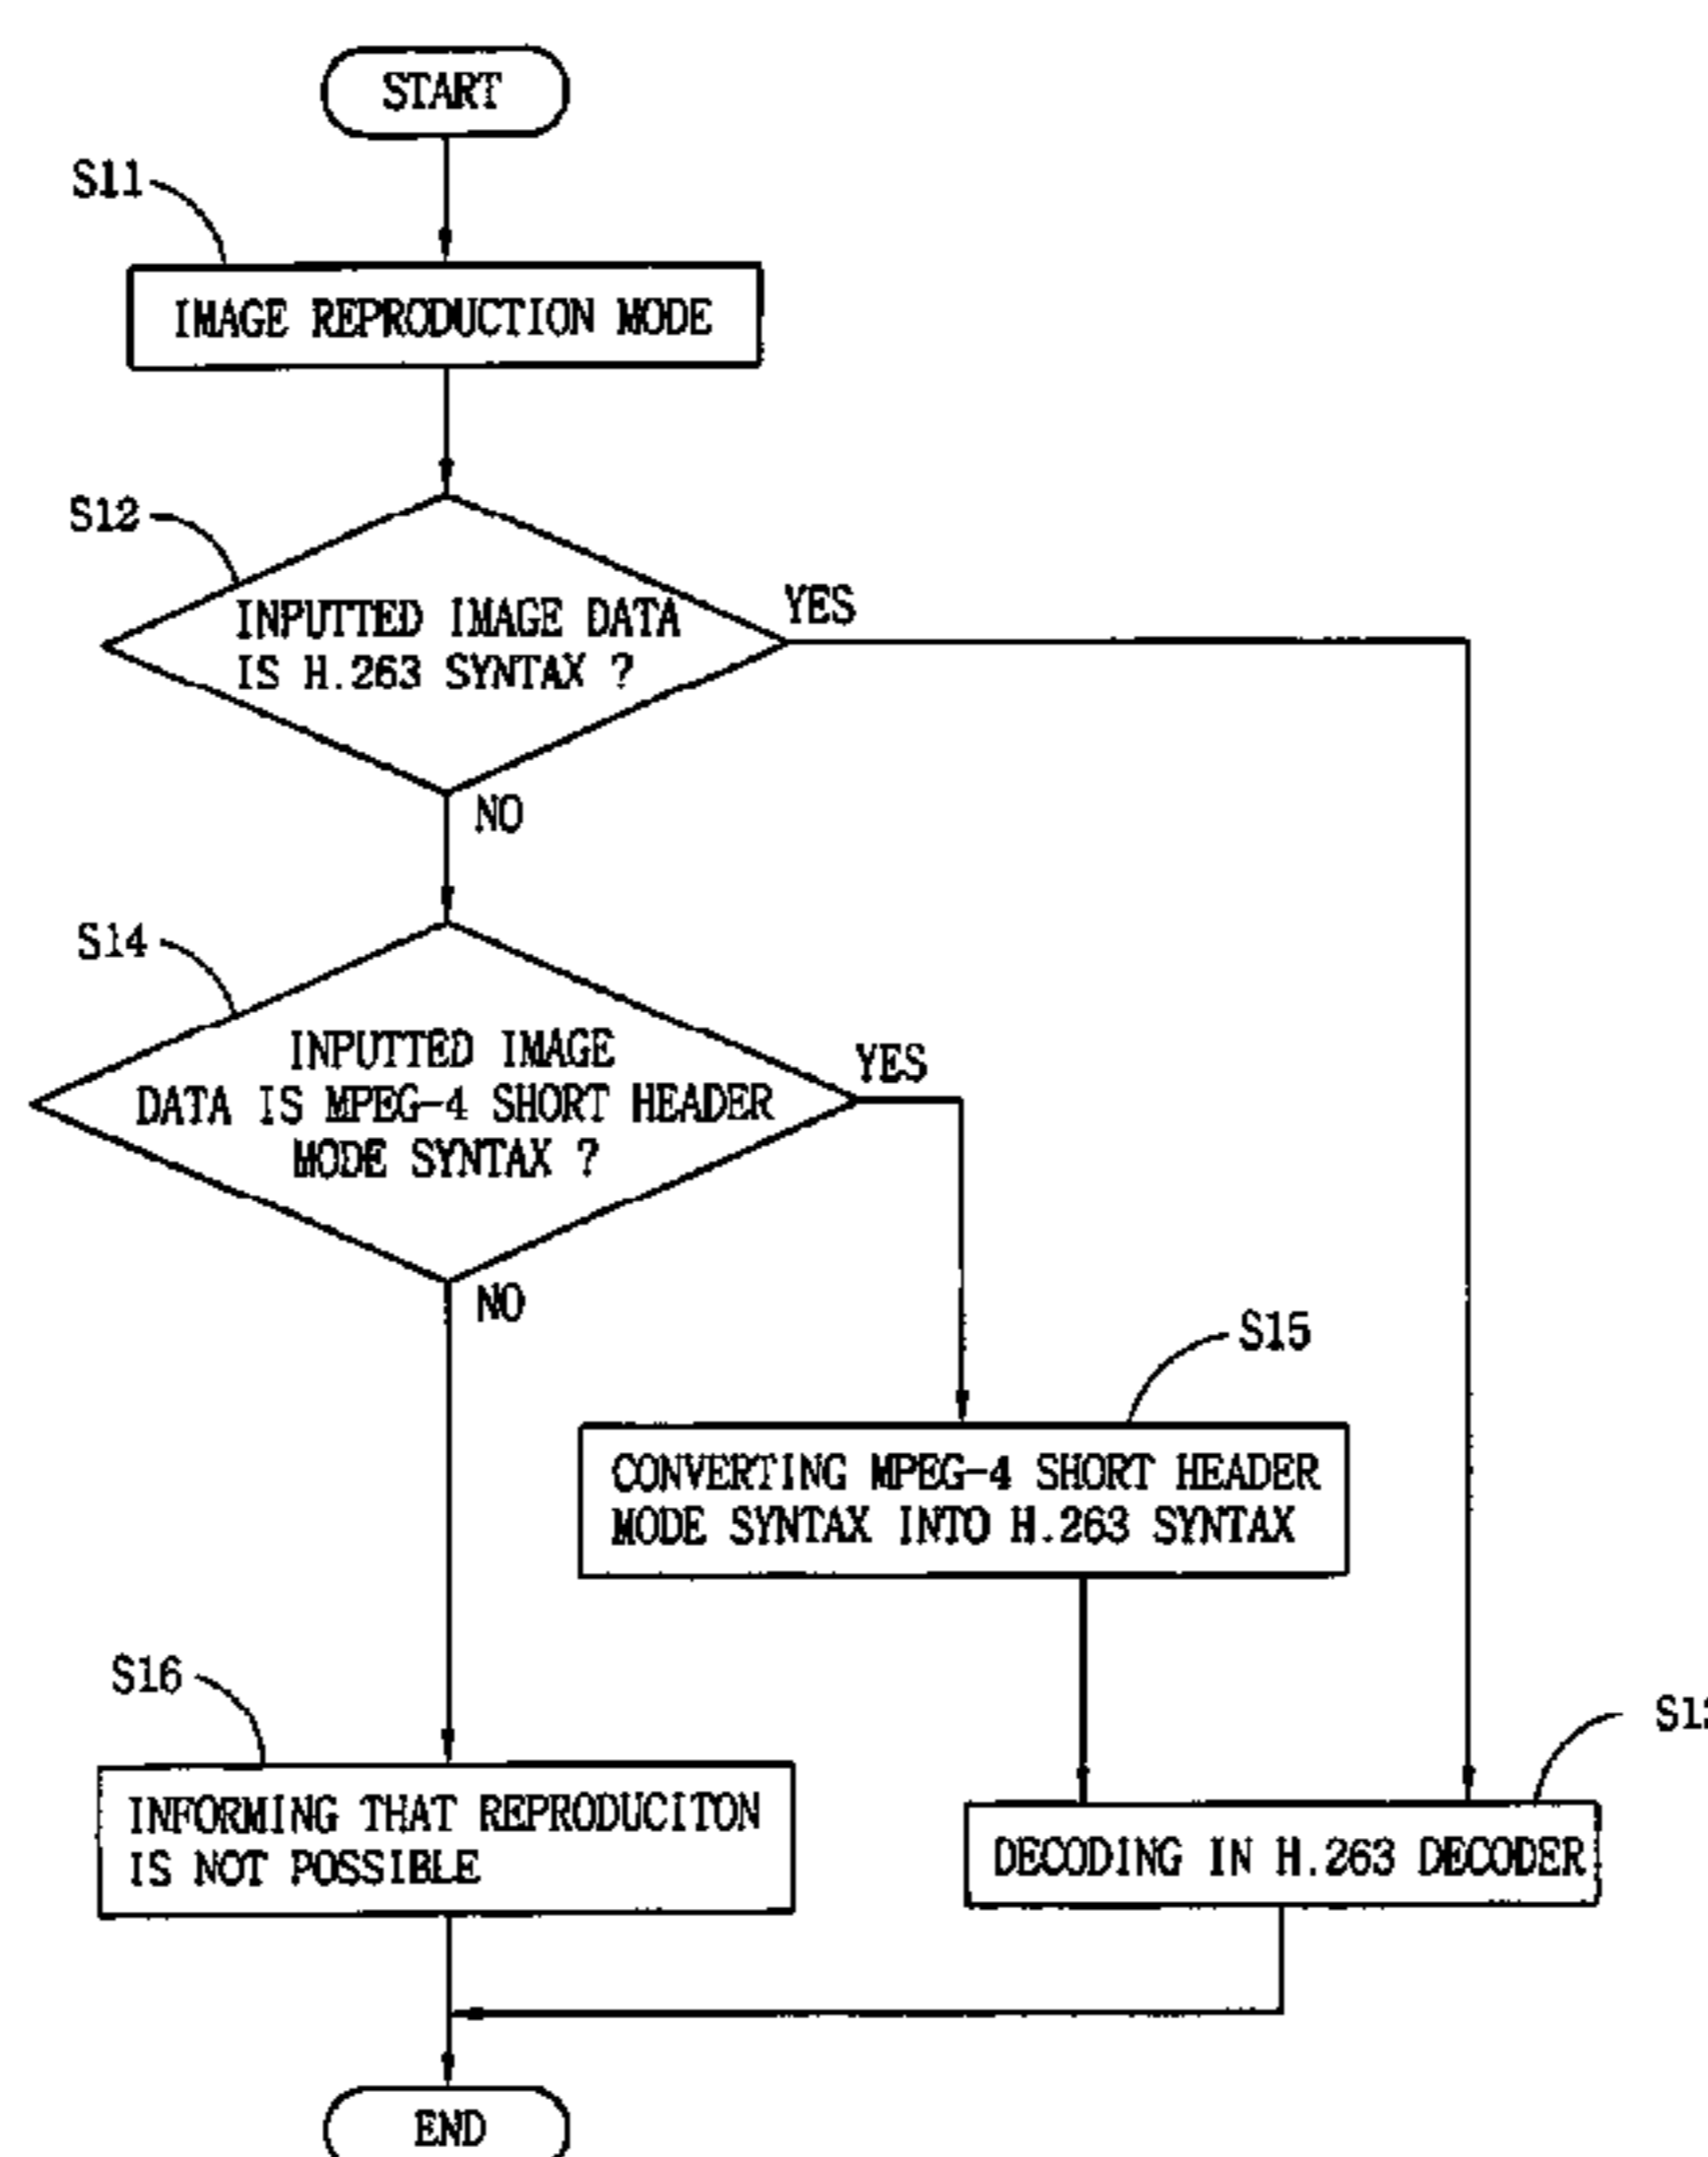 START
S11
IMAGE REPRODUCTION MODE
S12
INPUTTED IMAGE DATA
IS H.263 SYNTAX ?
YES
NO
S14
INPUTTED IMAGE
DATA IS MPEG-4 SHORT HEADER
MODE SYNTAX ?
YES
NO
S15
CONVERTING MPEG-4 SHORT HEADER
MODE SYNTAX INTO H.263 SYNTAX
S16
INFORMING THAT REPRODUCITON
IS NOT POSSIBLE
DECODING IN H.263 DECODER
END